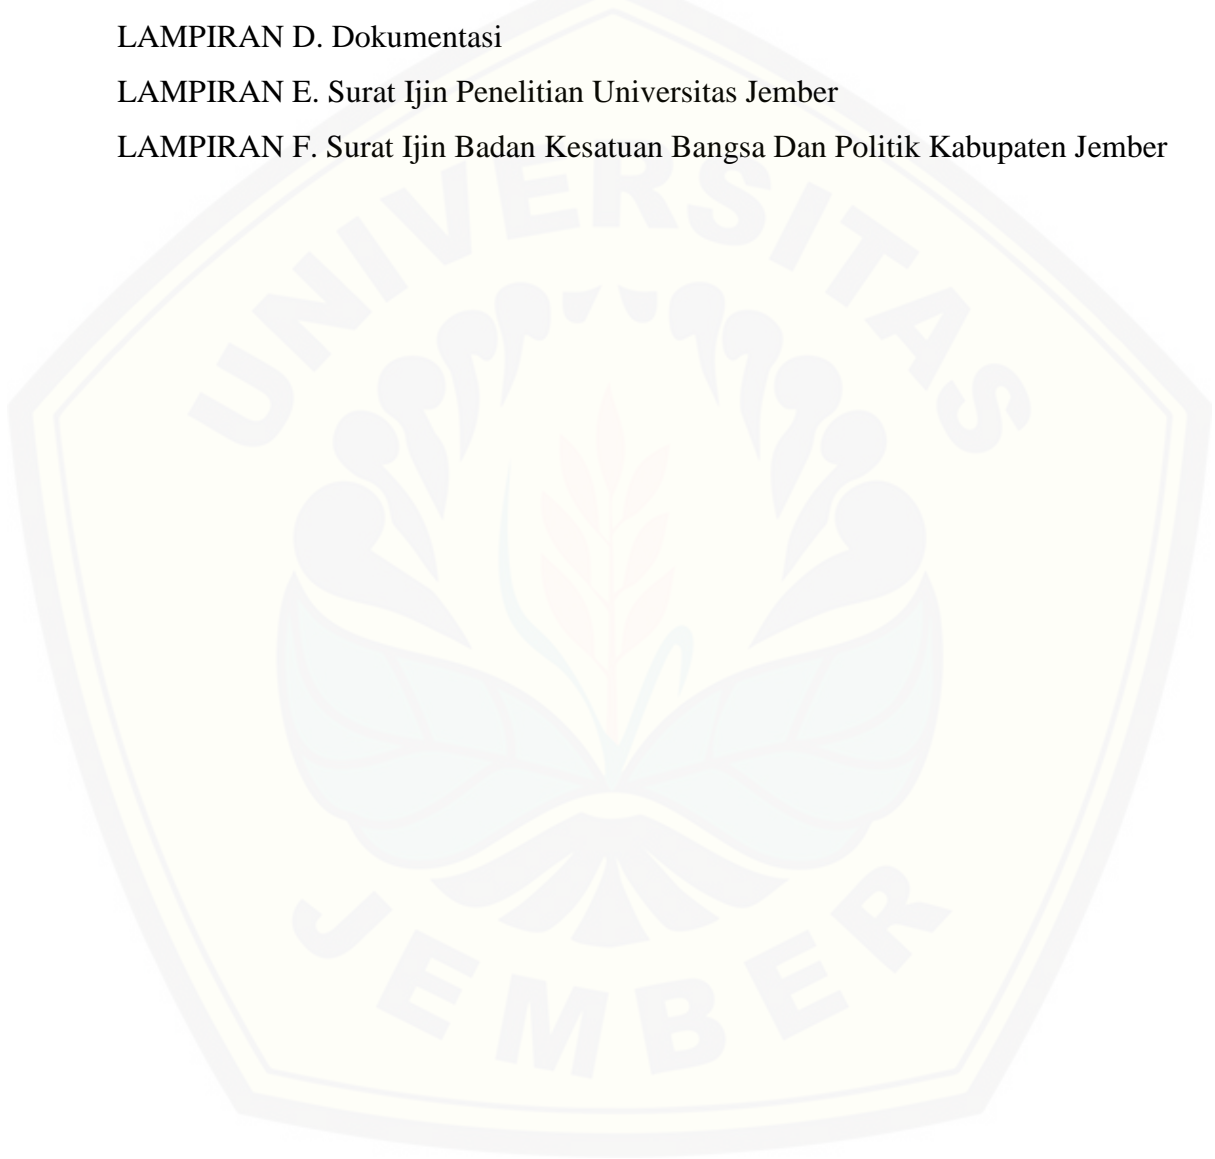 LAMPIRAN D. Dokumentasi
LAMPIRAN E. Surat Ijin Penelitian Universitas Jember
LAMPIRAN F. Surat Ijin Badan Kesatuan Bangsa Dan Politik Kabupaten Jember
UNIVERSITAS
JEMBER